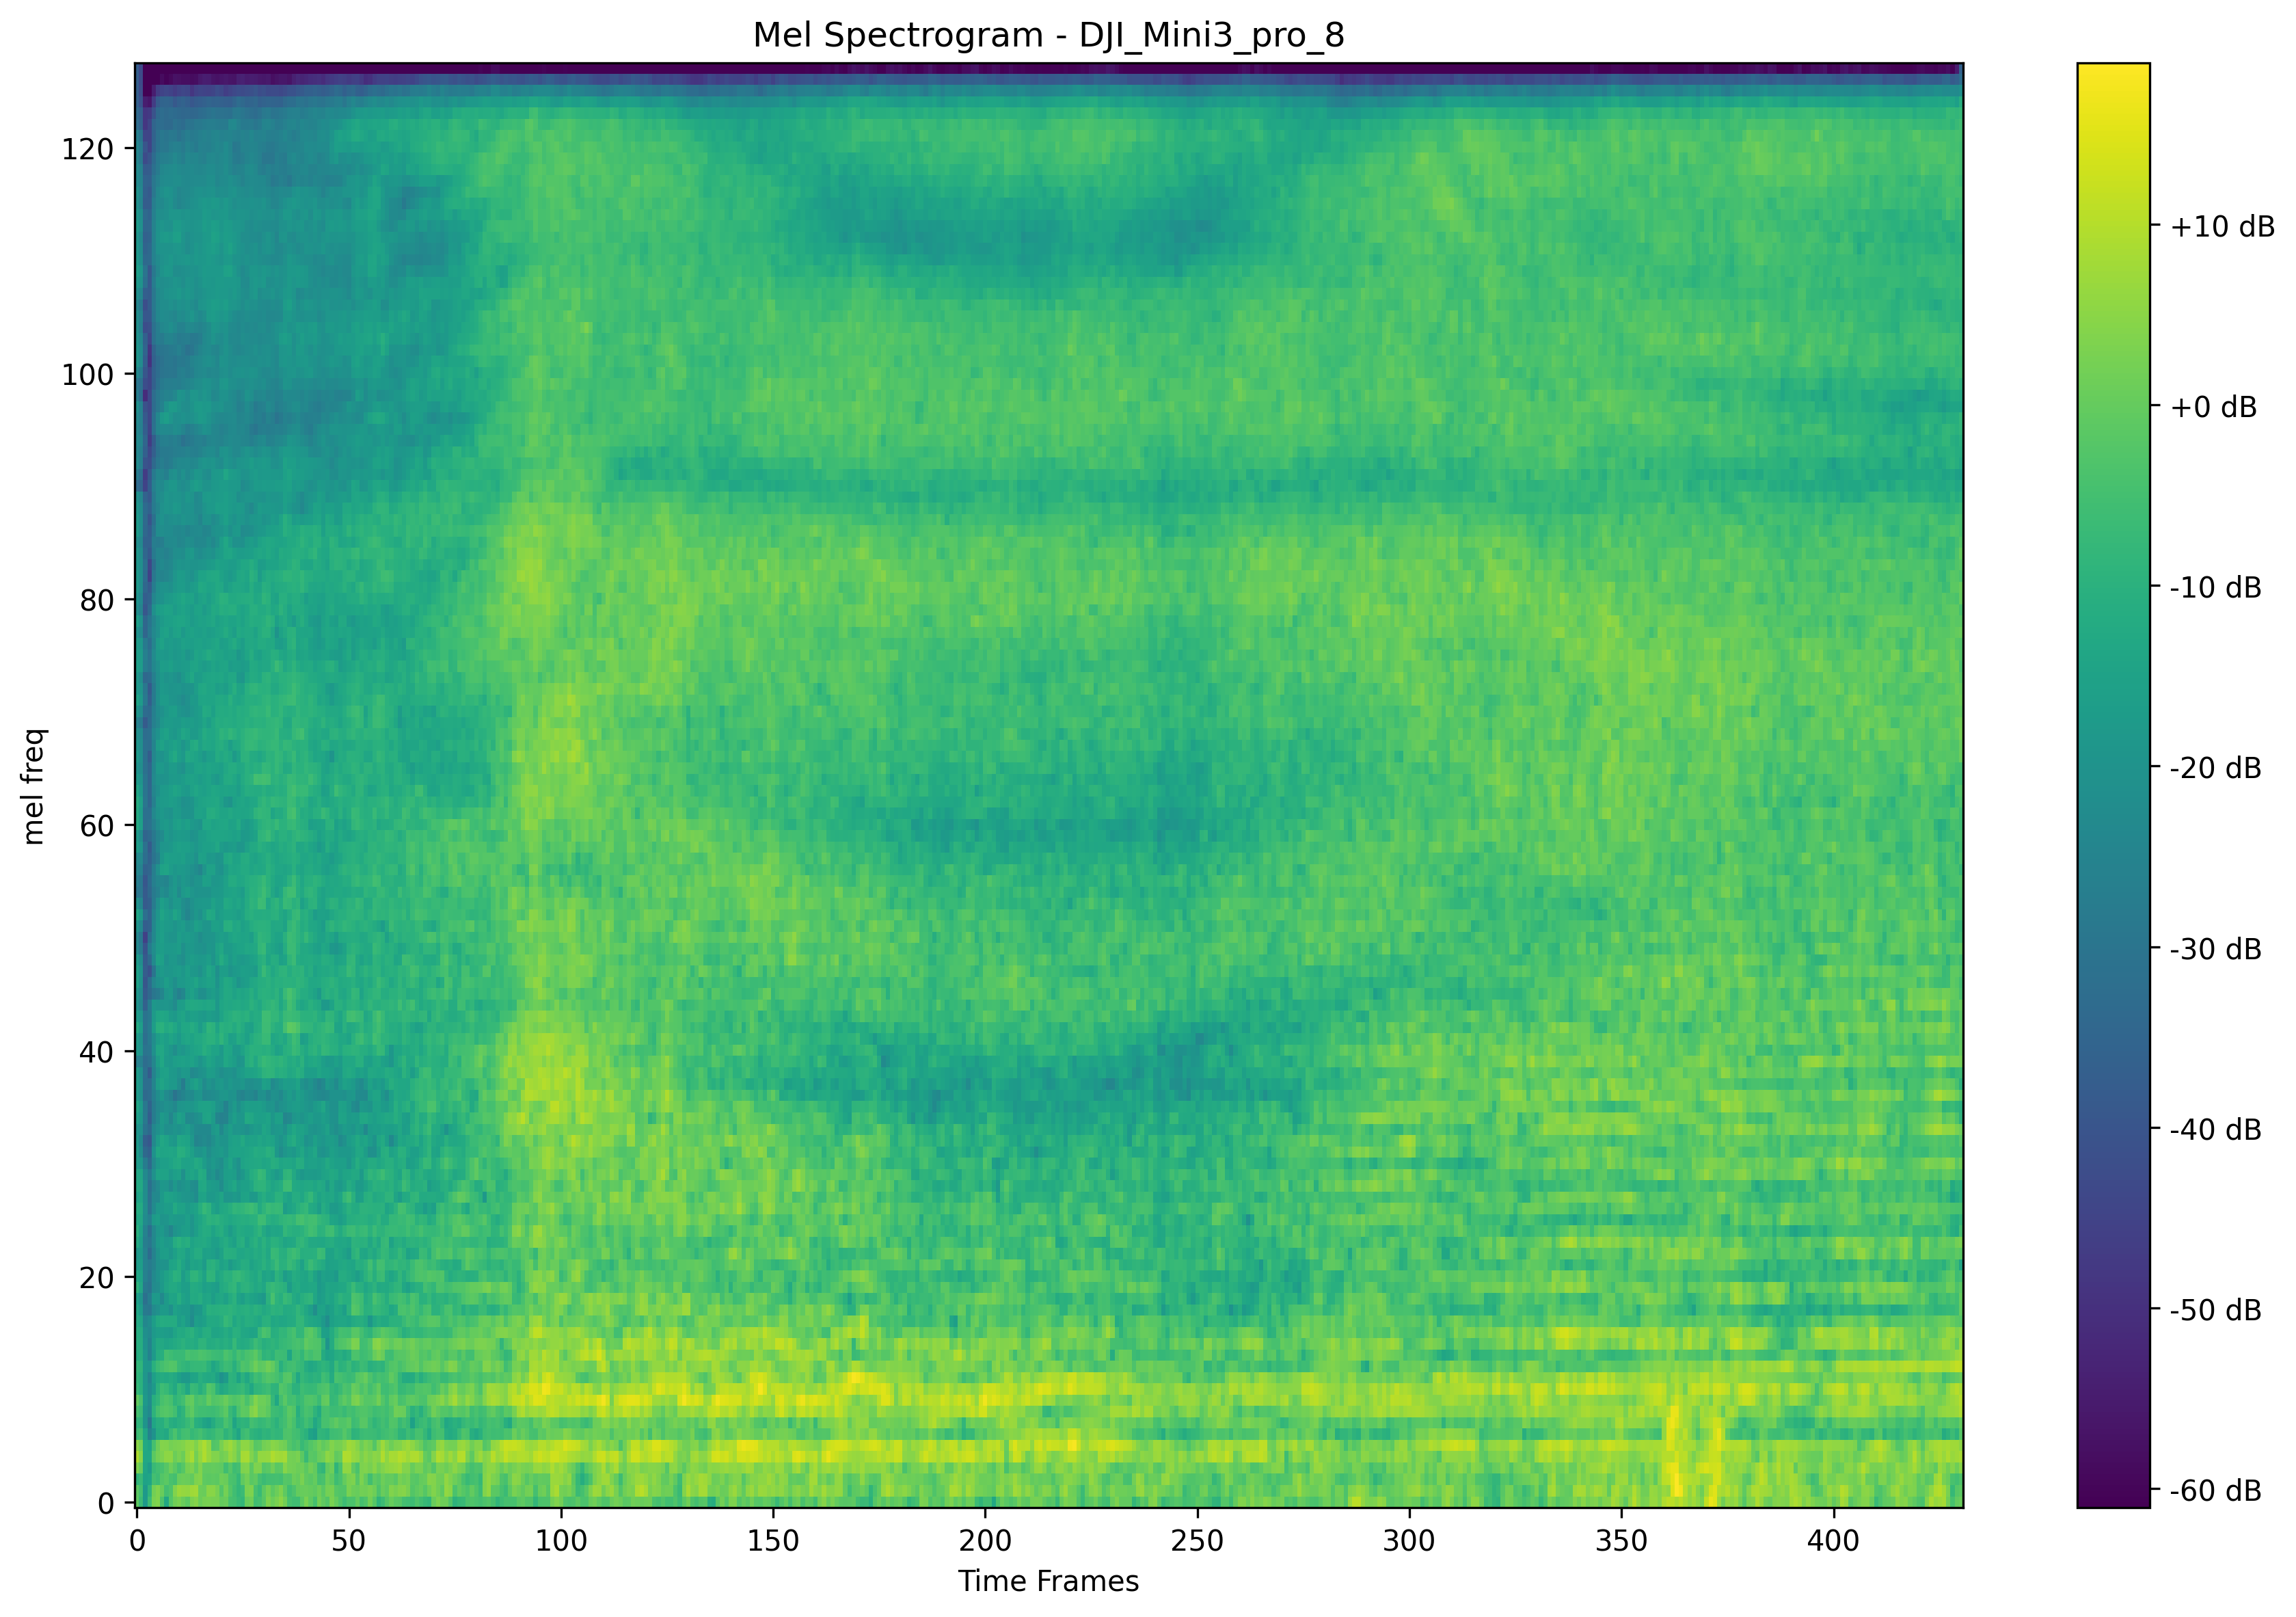 Mel Spectrogram - DJI_Mini3_pro_8
mel freq
120
100
80
60
40
20
0
0 50 100 150 200 250 300 350 400
Time Frames
+10 dB
+0 dB
-10 dB
-20 dB
-30 dB
-40 dB
-50 dB
-60 dB